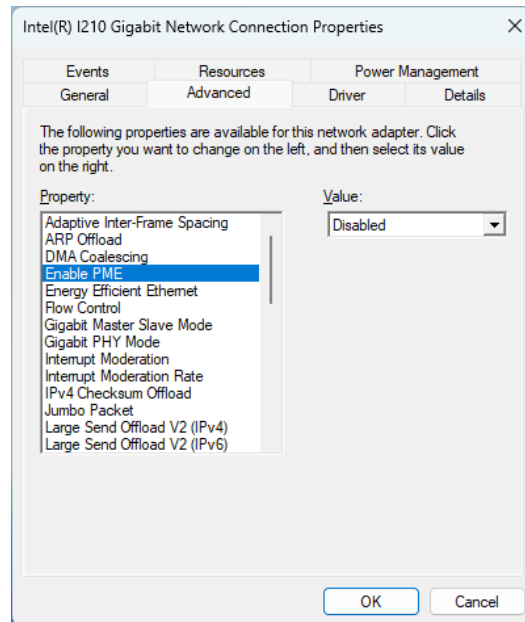 Intel(R) I210 Gigabit Network Connection Properties
Events Resources Power Management
General Advanced Driver Details
The following properties are available for this network adapter. Click
the property you want to change on the left, and then select its value
on the right.
Property:
Value:
Adaptive Inter-Frame Spacing
Disabled
ARP Offload
DMA Coalescing
Enable PME
Energy Efficient Ethernet
Flow Control
Gigabit Master Slave Mode
Gigabit PHY Mode
Interrupt Moderation
Interrupt Moderation Rate
IPv4 Checksum Offload
Jumbo Packet
Large Send Offload V2 (IPv4)
Large Send Offload V2 (IPv6)
OK Cancel